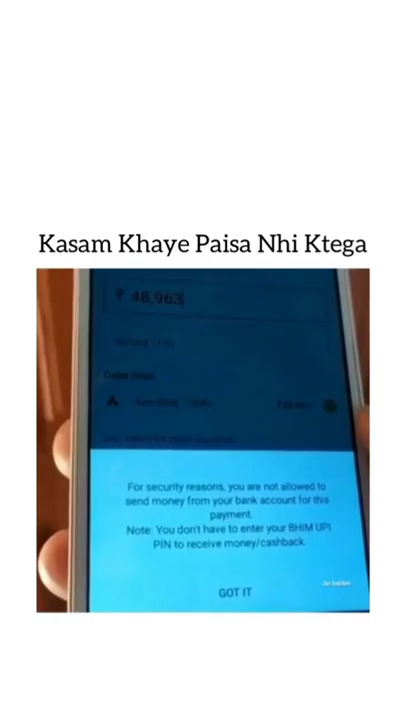 Kasam Khaye Paisa Nhi Ktega
₹ 48,963
Debit From
For security reasons, you are not allowed to
send money from your bank account for this
payment.
Note: You don't have to enter your BHIM UPI
PIN to receive money/cashback.
GOT IT